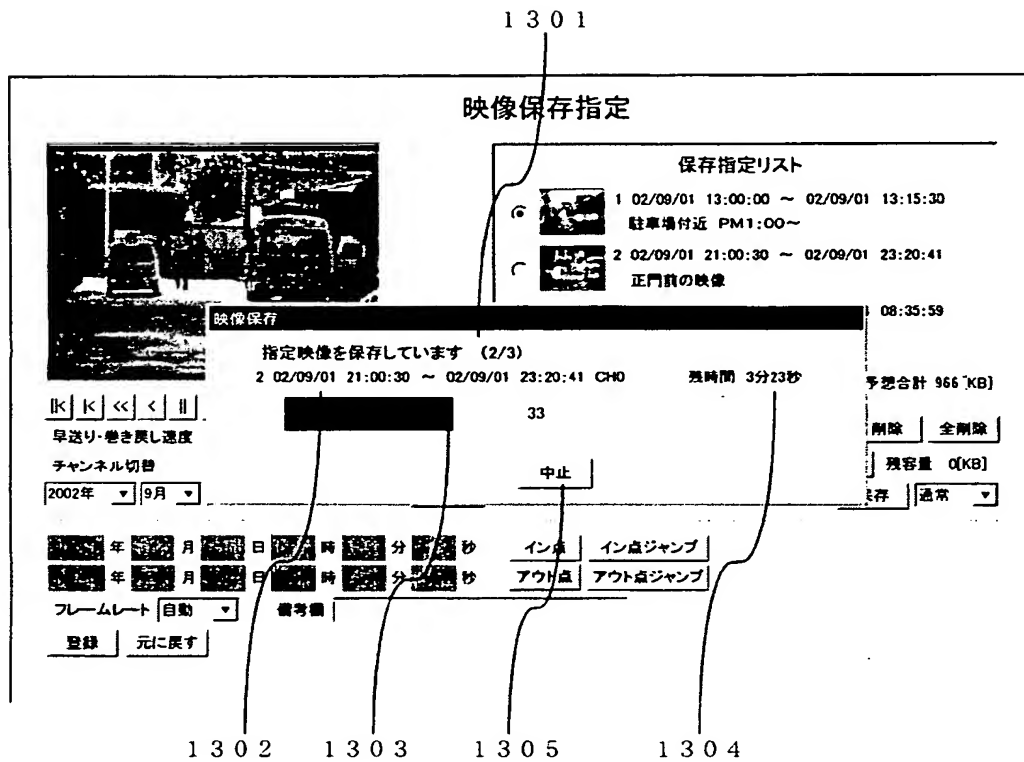 1301
映像保存指定
保存指定リスト
1 02/09/01 13:00:00 ～ 02/09/01 13:15:30
駐車場付近 PM1:00～
2 02/09/01 21:00:30 ～ 02/09/01 23:20:41
正門前の映像
08:35:59
映像保存
指定映像を保存しています (2/3)
2 02/09/01 21:00:30 ～ 02/09/01 23:20:41 CH0 残時間 3分23秒
33
中止
予想合計 966 [KB]
|k |< << < ||
早送り・巻き戻し速度
削除 全削除
チャンネル切替
残容量 0[KB]
2002年 9月
保存 通常
年 月 日 時 分 秒 イン点 イン点ジャンプ
年 月 日 時 分 秒 アウト点 アウト点ジャンプ
フレームレート 自動 備考欄
登録 元に戻す
1302 1303 1305 1304